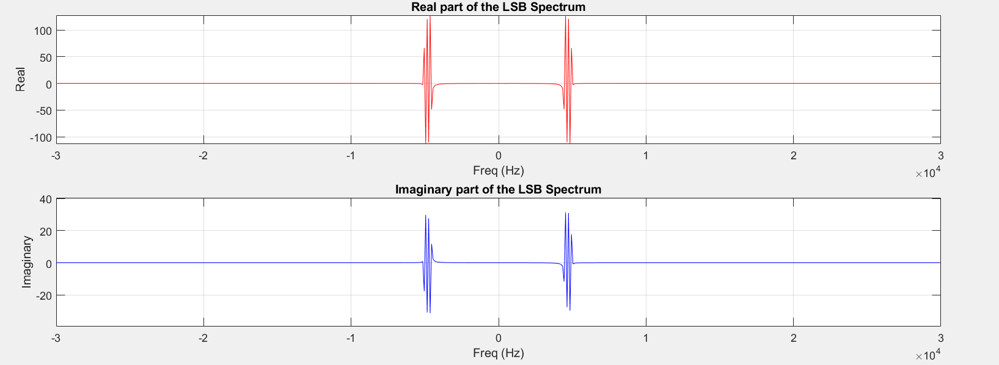 Real part of the LSB Spectrum
100
50
0
-50
-100
Real
-3 -2 -1 0 1 2 3
Freq (Hz)
×10^4
Imaginary part of the LSB Spectrum
40
20
0
-20
Imaginary
-3 -2 -1 0 1 2 3
Freq (Hz)
×10^4